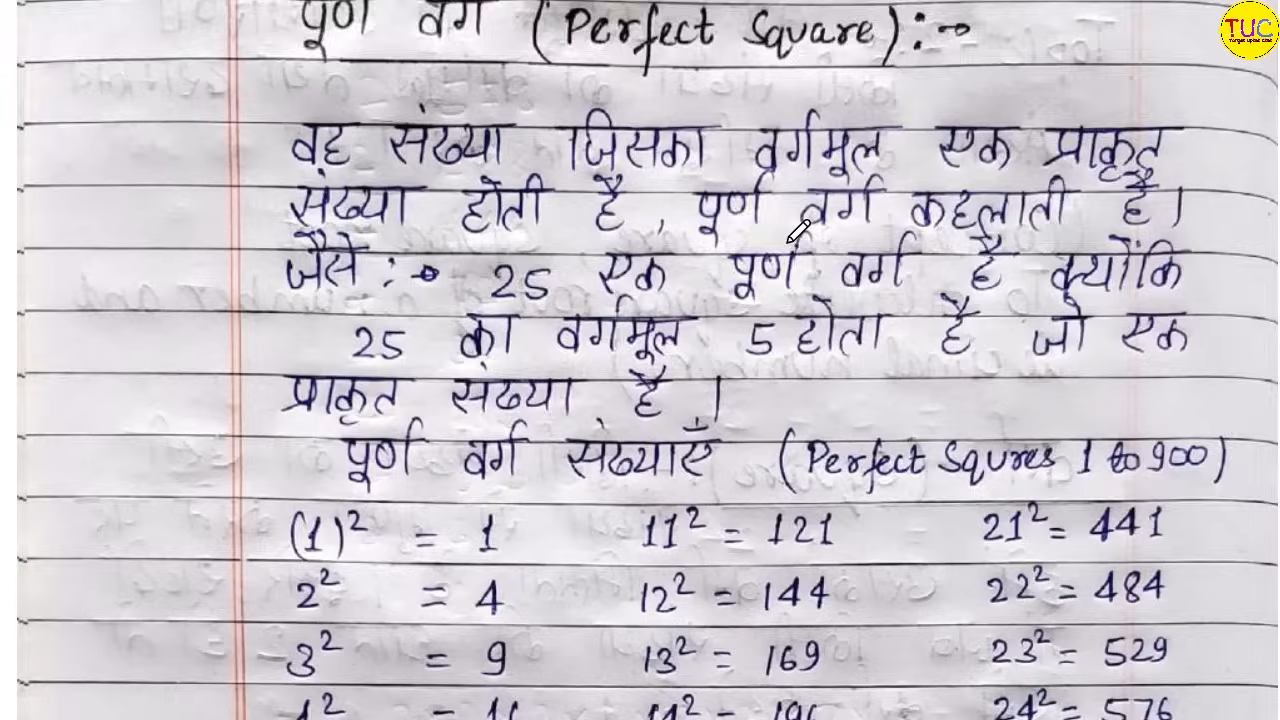 पूर्ण वर्ग (Perfect Square) :→
TUC
वह संख्या जिसका वर्गमूल एक प्राकृत
संख्या होती है, पूर्ण वर्ग कहलाती है।
जैसे :→ 25 एक पूर्ण वर्ग है क्योंकि
25 का वर्गमूल 5 होता है जो एक
प्राकृत संख्या है।
पूर्ण वर्ग संख्याएँ (Perfect Squres 1 to 900)
(1)² = 1 11² = 121 21² = 441
2² = 4 12² = 144 22² = 484
3² = 9 13² = 169 23² = 529
24² = 576